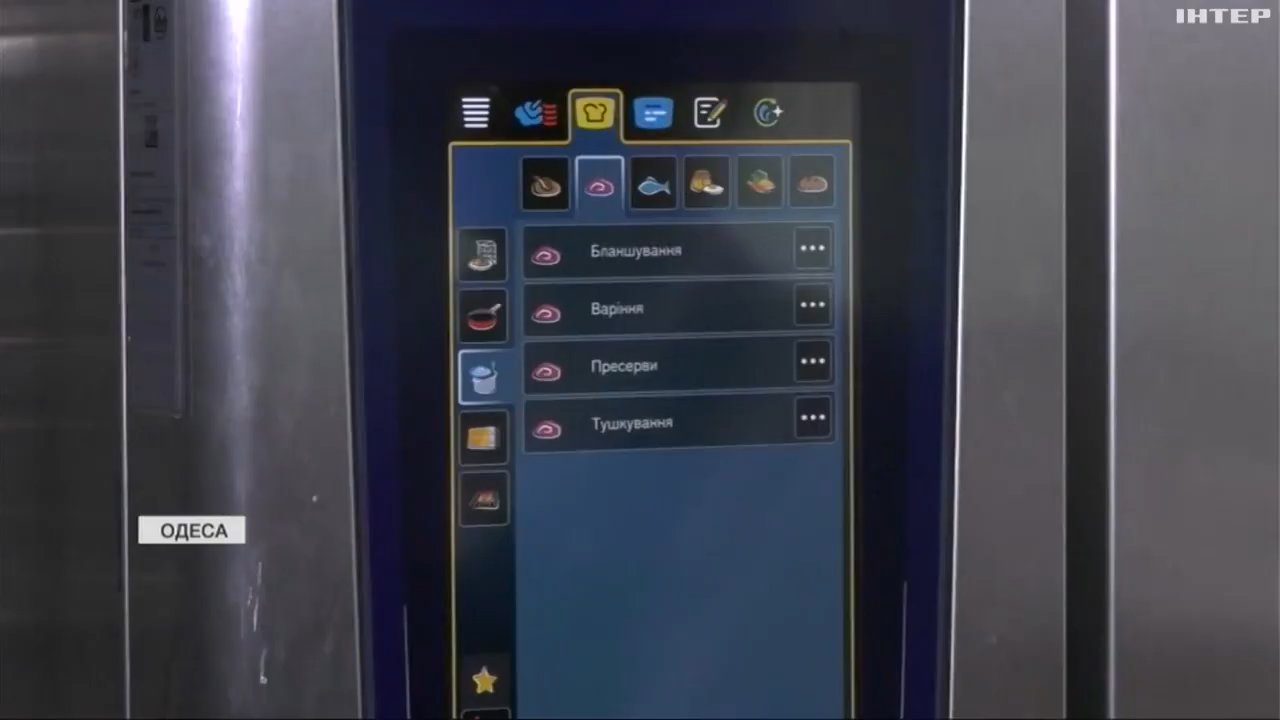 ІНТЕР
Бланшування
Варіння
Пресерви
Тушкування
ОДЕСА